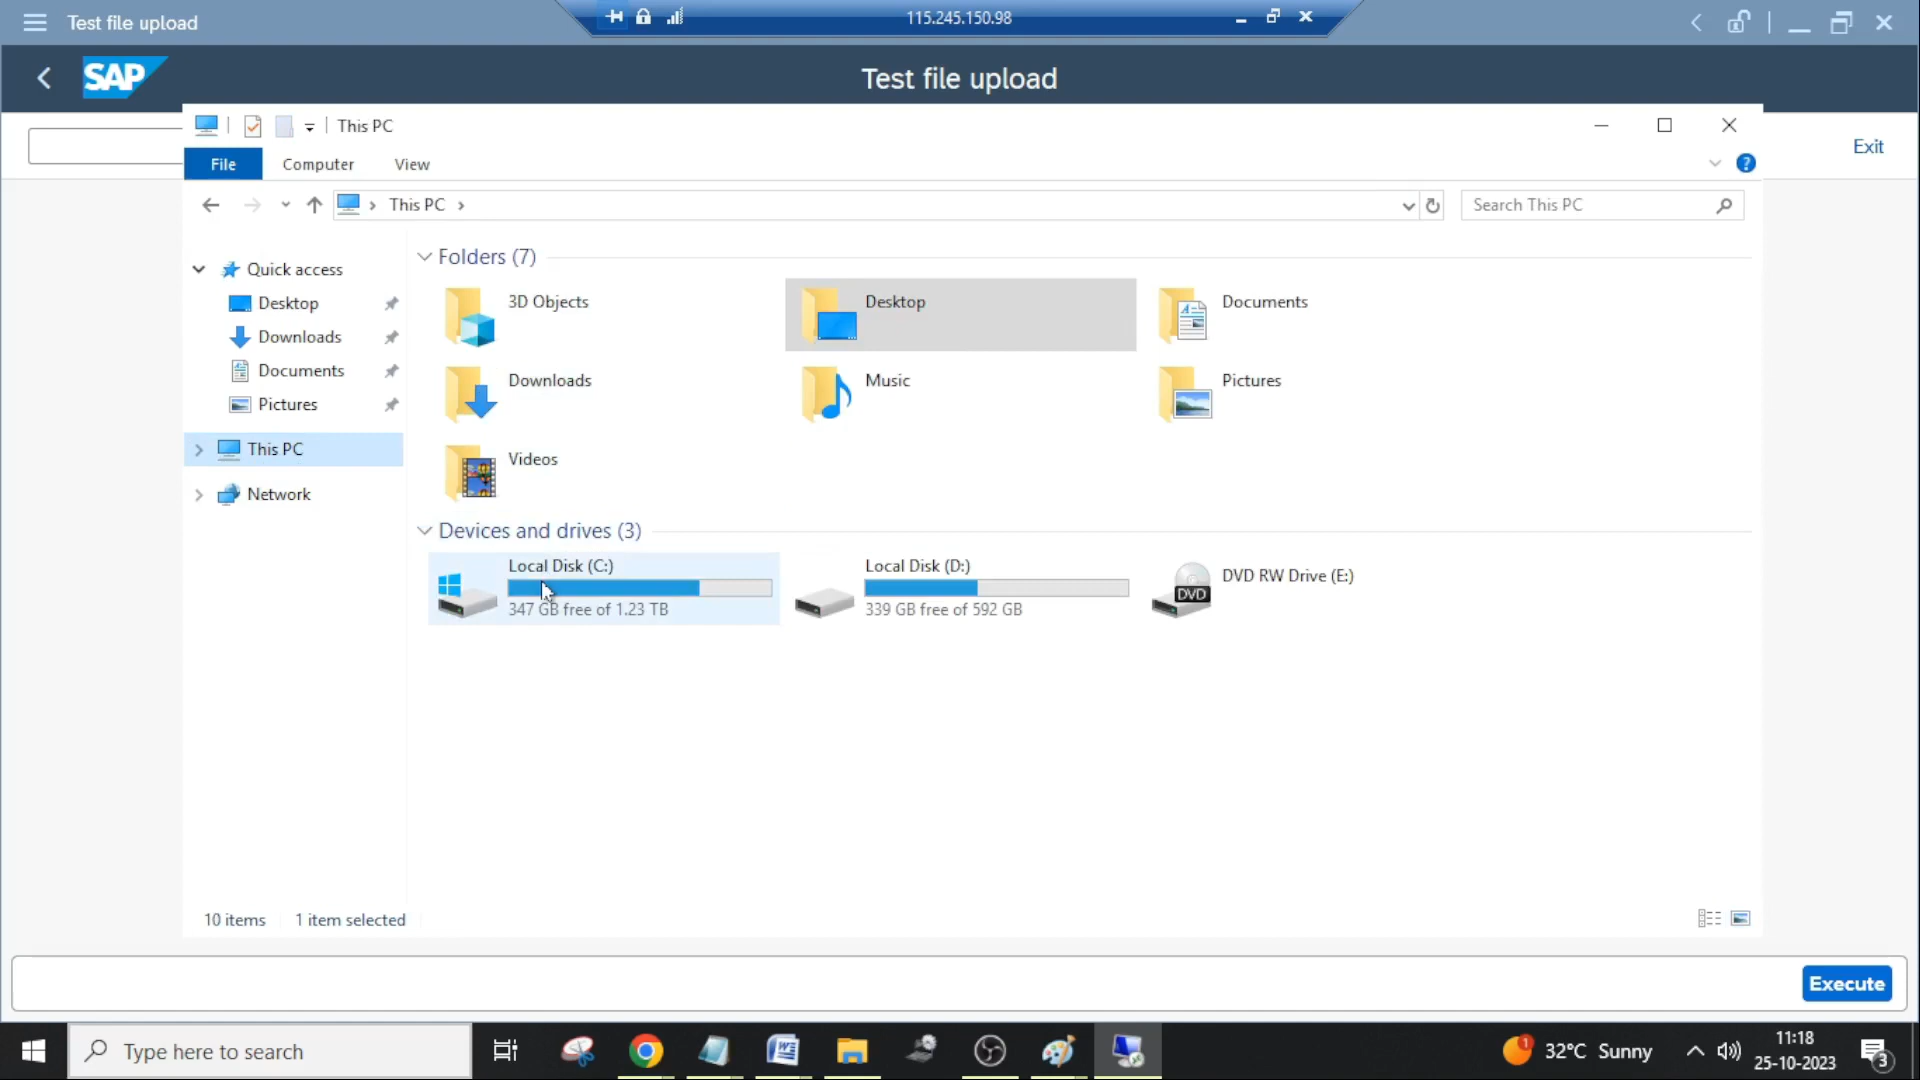 Test file upload
115.245.150.98
SAP
Test file upload
This PC
Exit
File
Computer
View
This PC
Search This PC
Quick access
Desktop
Downloads
Documents
Pictures
This PC
Network
Folders (7)
3D Objects
Desktop
Documents
Downloads
Music
Pictures
Videos
Devices and drives (3)
Local Disk (C:)
347 GB free of 1.23 TB
Local Disk (D:)
339 GB free of 592 GB
DVD RW Drive (E:)
DVD
10 items
1 item selected
Execute
Type here to search
1
32°C Sunny
11:18
25-10-2023
3